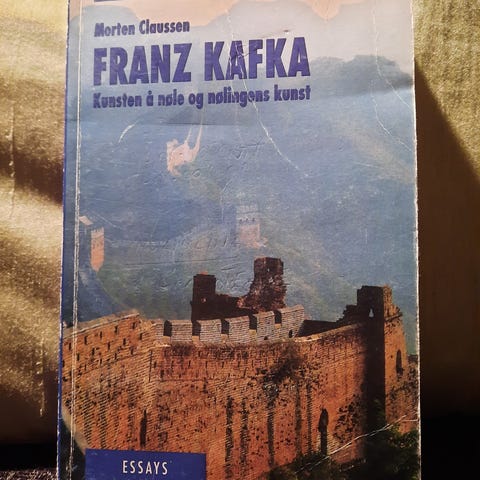 Morten Claussen
FRANZ KAFKA
Kunsten å nøle og nølingens kunst
ESSAYS